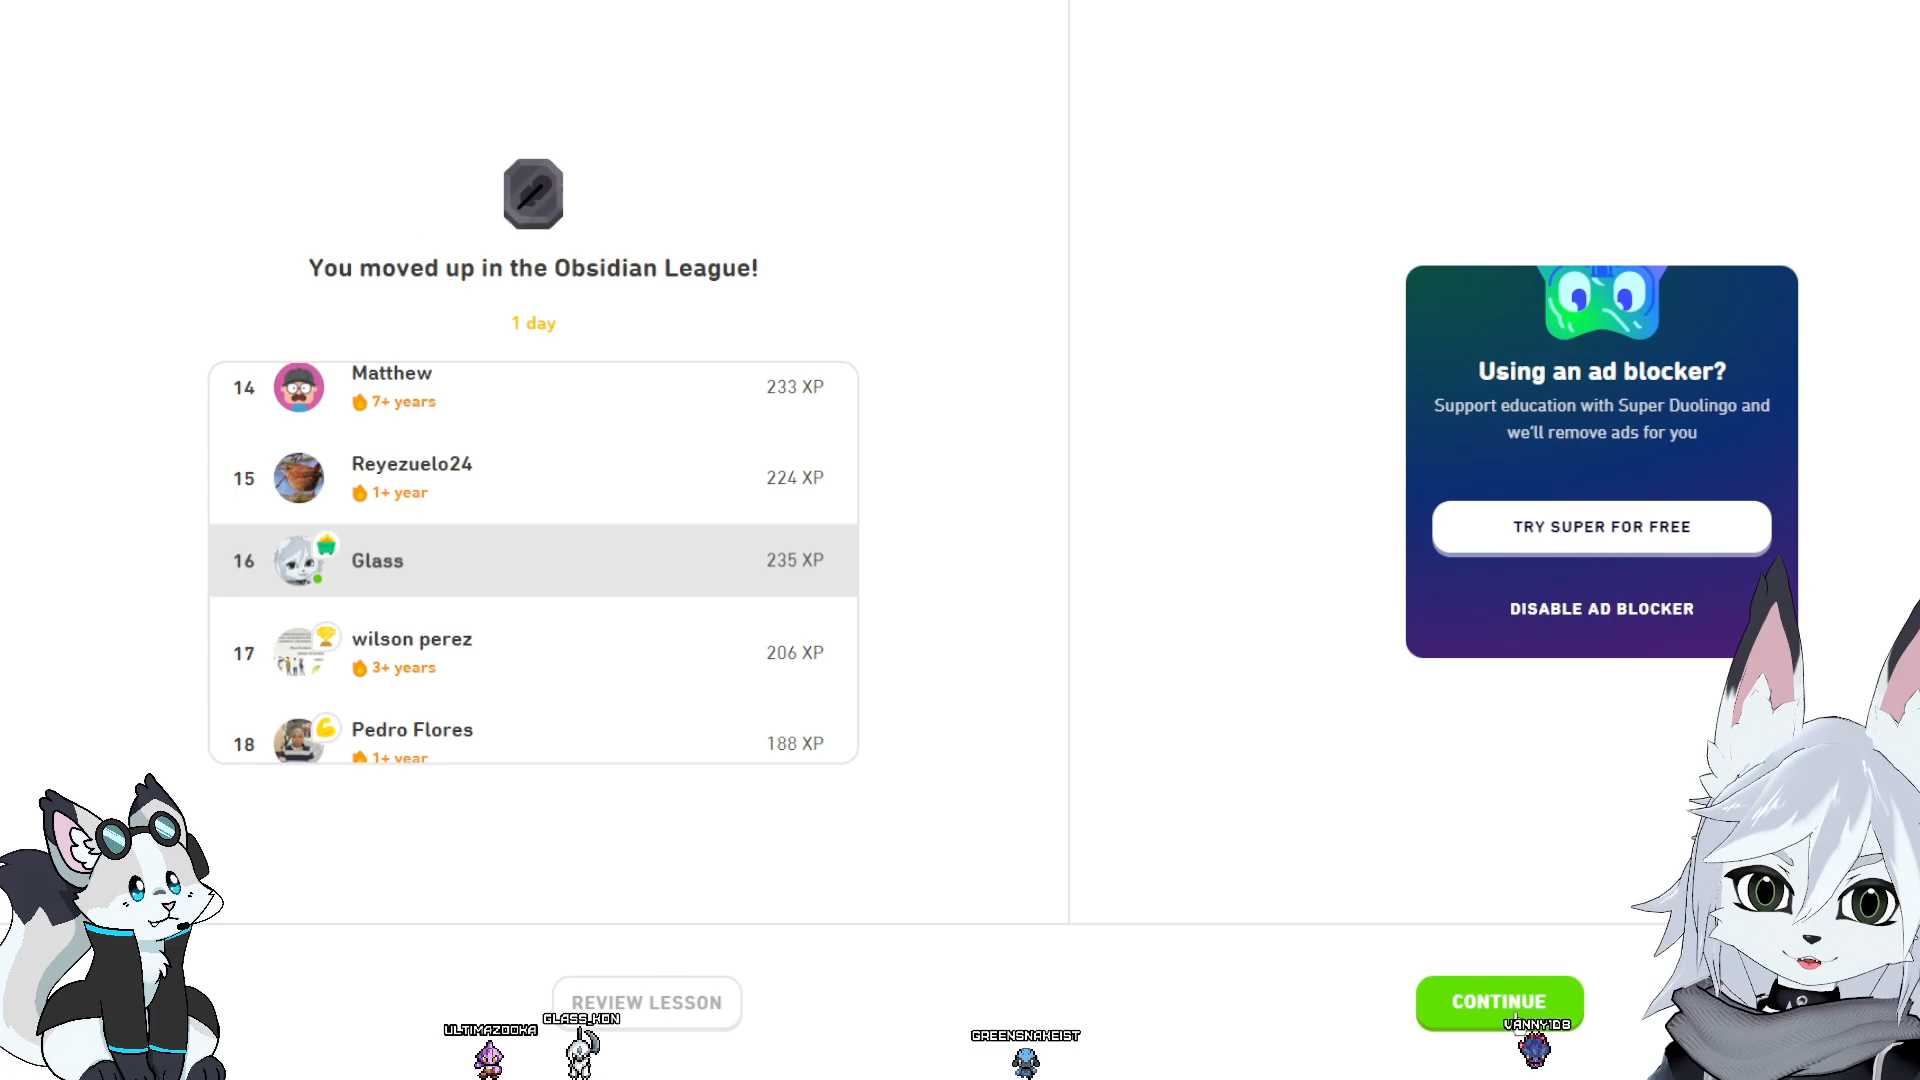 You moved up in the Obsidian League!
1 day
14 Matthew 233 XP
7+ years
15 Reyezuelo24 224 XP
1+ year
16 Glass 235 XP
17 wilson perez 206 XP
3+ years
18 Pedro Flores 188 XP
1+ year
Using an ad blocker?
Support education with Super Duolingo and
we'll remove ads for you
TRY SUPER FOR FREE
DISABLE AD BLOCKER
REVIEW LESSON
CONTINUE
ULTIMAZOOKA
GLASS_KON
GREENSNAKEIST
VANNY1DB